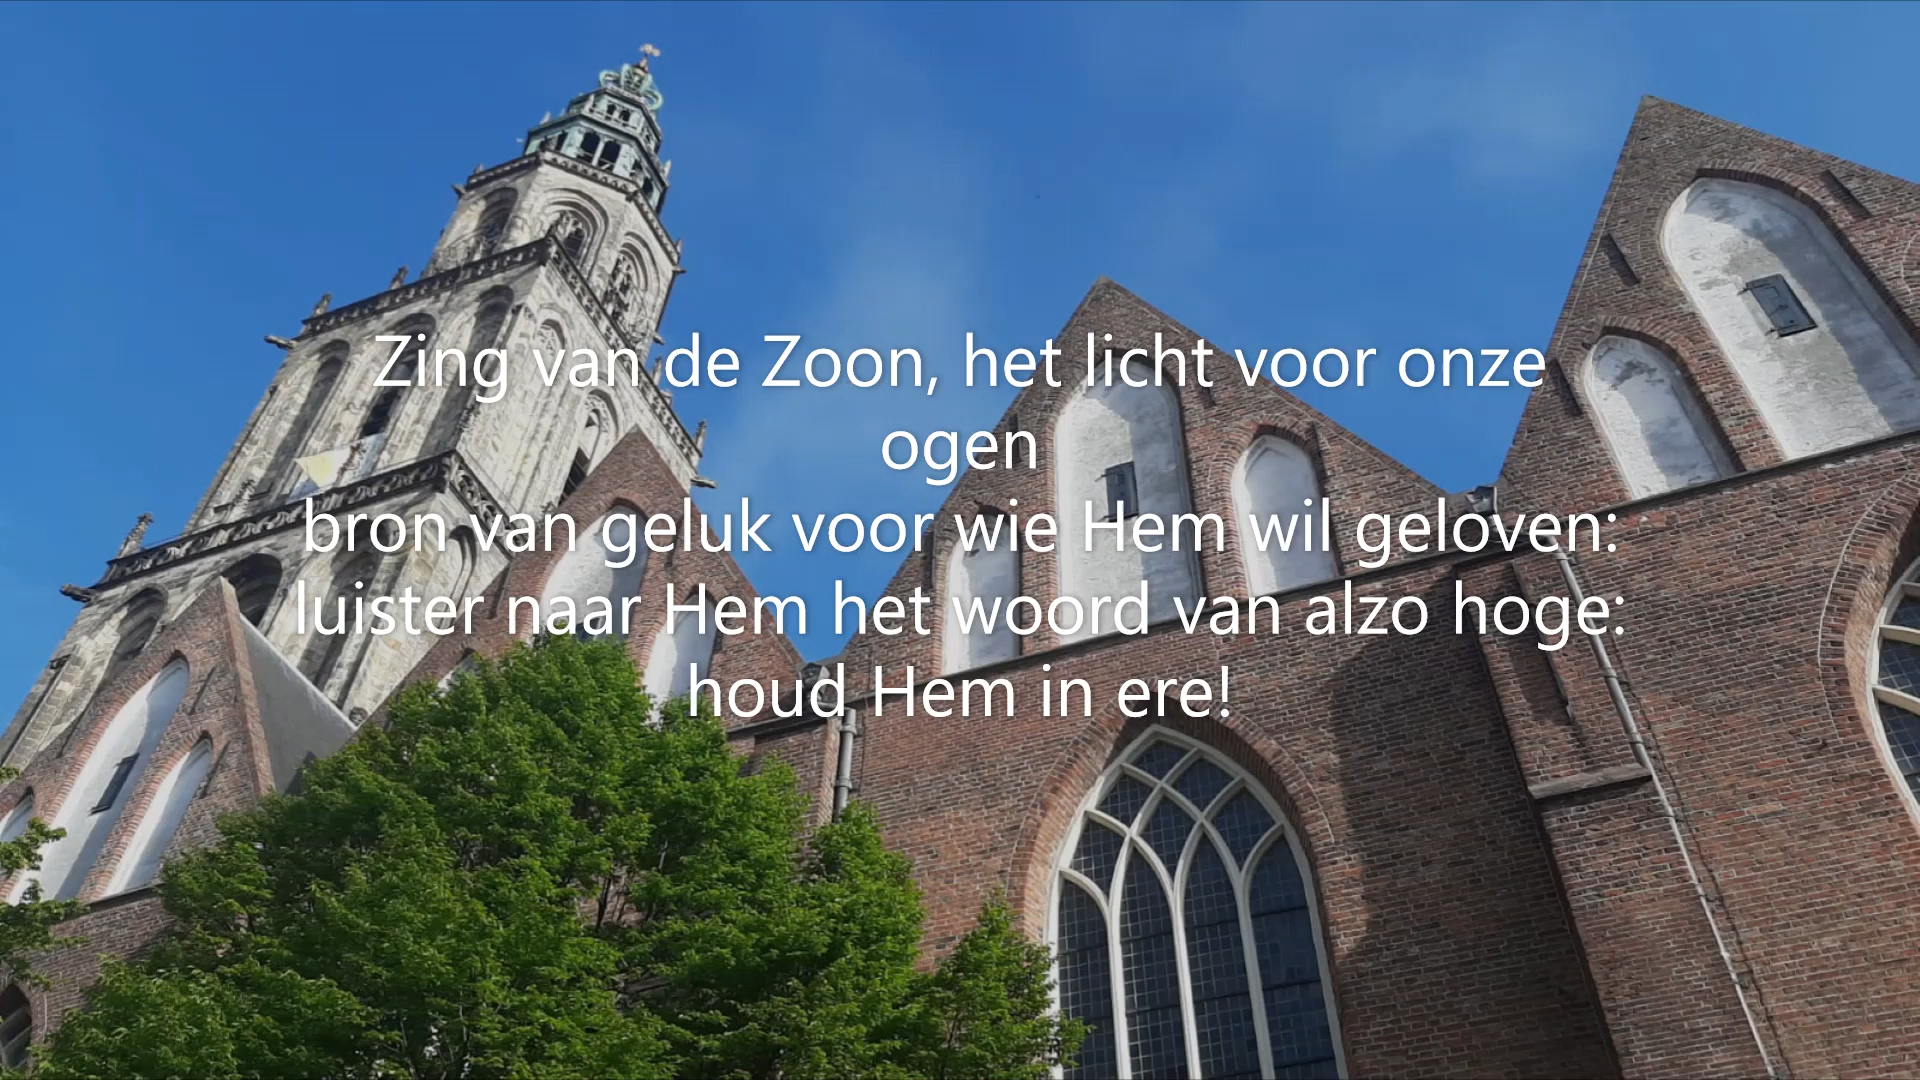 Zing van de Zoon, het licht voor onze
ogen
bron van geluk voor wie Hem wil geloven:
luister naar Hem het woord van alzo hoge:
houd Hem in ere!